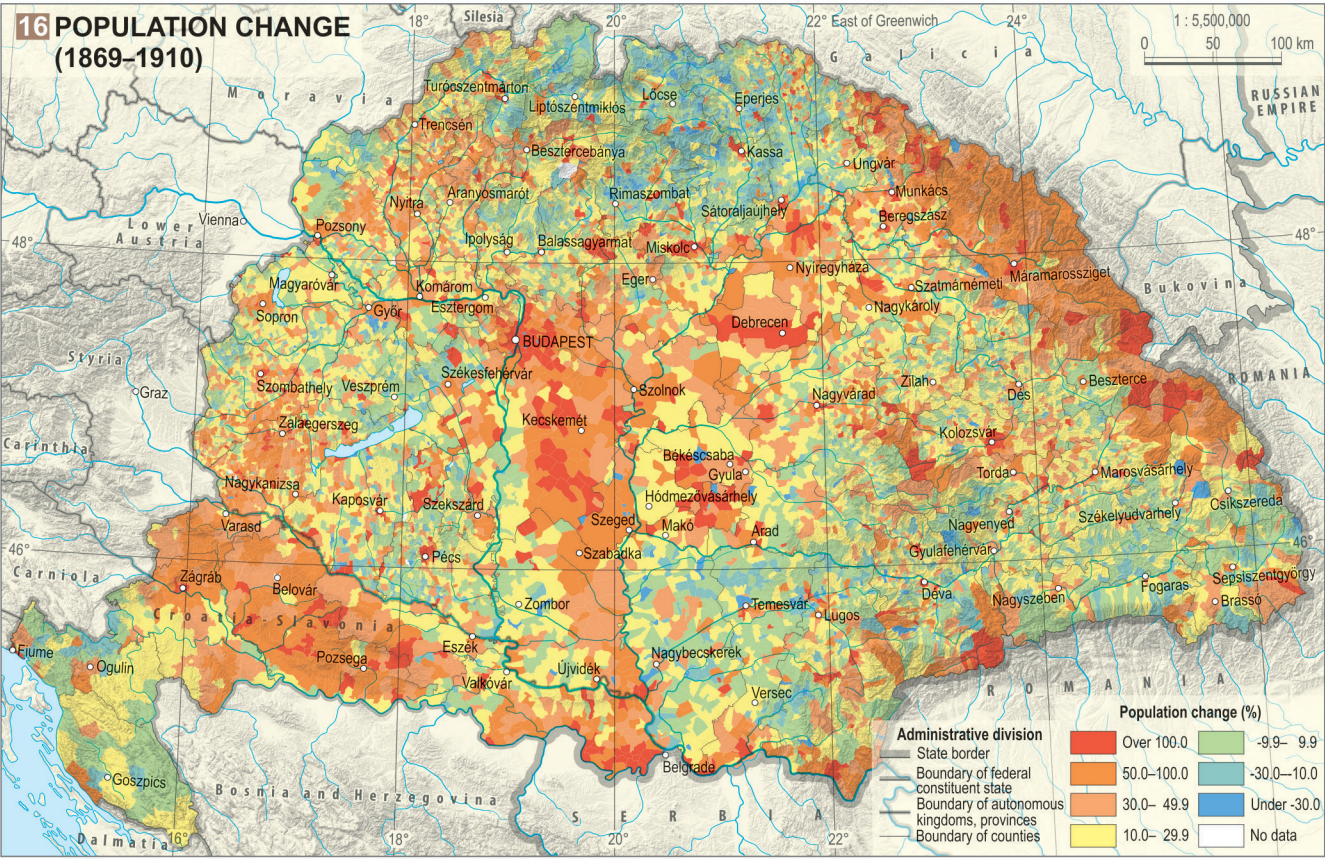 16 POPULATION CHANGE
(1869–1910)
18°
Silesia
20°
22°
East of Greenwich
24°
1 : 5,500,000
0 50 100 km
Galicia
Moravia
RUSSIAN
EMPIRE
Turócszentmárton
Liptószentmiklós
Lőcse
Eperjes
Trencsén
Besztercebánya
Kassa
Ungvár
Munkács
Aranyosmarót
Rimaszombat
Nyitra
Sátoraljaújhely
Beregszász
Vienna
Lower
Austria
Pozsony
48°
48°
Ipolyság
Balassagyarmat
Miskolc
Eger
Nyíregyháza
Máramarossziget
Magyaróvár
Komárom
Szatmárnémeti
Bukovina
Sopron
Győr
Esztergom
Nagykároly
Debrecen
BUDAPEST
Styria
Graz
Szombathely
Veszprém
Székesfehérvár
Szolnok
Zilah
Dés
Beszterce
ROMANIA
Nagyvárad
Zalaegerszeg
Kecskemét
Kolozsvár
Carinthia
Békéscsaba
Gyula
Torda
Marosvásárhely
Nagykanizsa
Kaposvár
Szekszárd
Hódmezővásárhely
Csíkszereda
Székelyudvarhely
Varasd
Szeged
Makó
Arad
Nagyenyed
46°
46°
Pécs
Szabadka
Gyulafehérvár
Carniola
Zágráb
Belovár
Sepsiszentgyörgy
Fogaras
Zombor
Temesvár
Déva
Nagyszeben
Brassó
Lugos
Croatia-Slavonia
Fiume
Ogulin
Pozsega
Eszék
Valkóvár
Újvidék
Nagybecskerek
Versec
ROMANIA
Goszpics
Belgrade
Bosnia and Herzegovina
SERBIA
Dalmatia
16°
18°
20°
22°
Administrative division
State border
Boundary of federal
constituent state
Boundary of autonomous
kingdoms, provinces
Boundary of counties
Population change (%)
Over 100.0
50.0–100.0
30.0– 49.9
10.0– 29.9
-9.9– 9.9
-30.0–-10.0
Under -30.0
No data